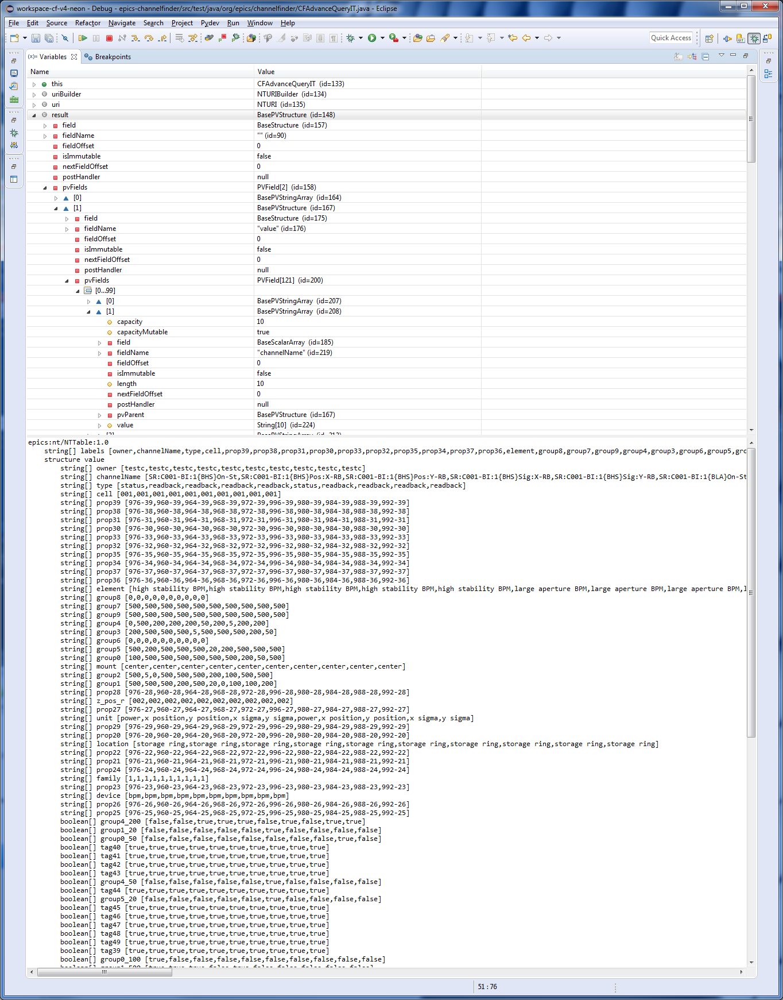 workspace-cf-v4-neon - Debug - epics-channelfinder/src/test/java/org/epics/channelfinder/CFAdvanceQueryIT.java - Eclipse
File Edit Source Refactor Navigate Search Project Pydev Run Window Help
Quick Access
(x)= Variables Breakpoints
Name Value
this CFAdvanceQueryIT (id=133)
uriBuilder NTURIBuilder (id=134)
uri NTURI (id=135)
result BasePVStructure (id=148)
field BaseStructure (id=157)
fieldName "" (id=90)
fieldOffset 0
isImmutable false
nextFieldOffset 0
postHandler null
pvFields PVField[2] (id=158)
[0] BasePVStringArray (id=164)
[1] BasePVStructure (id=167)
field BaseStructure (id=175)
fieldName "value" (id=176)
fieldOffset 0
isImmutable false
nextFieldOffset 0
postHandler null
pvFields PVField[121] (id=200)
[0...99]
[0] BasePVStringArray (id=207)
[1] BasePVStringArray (id=208)
capacity 10
capacityMutable true
field BaseScalarArray (id=185)
fieldName "channelName" (id=219)
fieldOffset 0
isImmutable false
length 10
nextFieldOffset 0
postHandler null
pvParent BasePVStructure (id=167)
value String[10] (id=224)
epics:nt/NTTable:1.0
string[] labels [owner,channelName,type,cell,prop39,prop38,prop31,prop30,prop33,prop32,prop35,prop34,prop37,prop36,element,group8,group7,group9,group4,group3,group6,group5,gro
structure value
string[] owner [testc,testc,testc,testc,testc,testc,testc,testc,testc,testc]
string[] channelName [SR:C001-BI:1{BHS}On-St,SR:C001-BI:1{BHS}Pos:X-RB,SR:C001-BI:1{BHS}Pos:Y-RB,SR:C001-BI:1{BHS}Sig:X-RB,SR:C001-BI:1{BHS}Sig:Y-RB,SR:C001-BI:1{BLA}On-St
string[] type [status,readback,readback,readback,readback,status,readback,readback,readback,readback]
string[] cell [001,001,001,001,001,001,001,001,001,001]
string[] prop39 [976-39,960-39,964-39,968-39,972-39,996-39,980-39,984-39,988-39,992-39]
string[] prop38 [976-38,960-38,964-38,968-38,972-38,996-38,980-38,984-38,988-38,992-38]
string[] prop31 [976-31,960-31,964-31,968-31,972-31,996-31,980-31,984-31,988-31,992-31]
string[] prop30 [976-30,960-30,964-30,968-30,972-30,996-30,980-30,984-30,988-30,992-30]
string[] prop33 [976-33,960-33,964-33,968-33,972-33,996-33,980-33,984-33,988-33,992-33]
string[] prop32 [976-32,960-32,964-32,968-32,972-32,996-32,980-32,984-32,988-32,992-32]
string[] prop35 [976-35,960-35,964-35,968-35,972-35,996-35,980-35,984-35,988-35,992-35]
string[] prop34 [976-34,960-34,964-34,968-34,972-34,996-34,980-34,984-34,988-34,992-34]
string[] prop37 [976-37,960-37,964-37,968-37,972-37,996-37,980-37,984-37,988-37,992-37]
string[] prop36 [976-36,960-36,964-36,968-36,972-36,996-36,980-36,984-36,988-36,992-36]
string[] element [high stability BPM,high stability BPM,high stability BPM,high stability BPM,high stability BPM,large aperture BPM,large aperture BPM,large aperture BPM,l
string[] group8 [0,0,0,0,0,0,0,0,0,0]
string[] group7 [500,500,500,500,500,500,500,500,500,500]
string[] group9 [500,500,500,500,500,500,500,500,500,500]
string[] group4 [0,500,200,200,200,50,200,5,200,200]
string[] group3 [200,500,500,500,5,500,500,500,200,50]
string[] group6 [0,0,0,0,0,0,0,0,0,0]
string[] group5 [500,200,500,500,500,20,200,500,500,500]
string[] group0 [100,500,500,500,500,500,500,200,50,500]
string[] mount [center,center,center,center,center,center,center,center,center,center]
string[] group2 [500,5,0,500,500,500,200,100,500,500]
string[] group1 [500,500,500,200,500,20,0,100,100,200]
string[] prop28 [976-28,960-28,964-28,968-28,972-28,996-28,980-28,984-28,988-28,992-28]
string[] z_pos_r [002,002,002,002,002,002,002,002,002,002]
string[] prop27 [976-27,960-27,964-27,968-27,972-27,996-27,980-27,984-27,988-27,992-27]
string[] unit [power,x position,y position,x sigma,y sigma,power,x position,y position,x sigma,y sigma]
string[] prop29 [976-29,960-29,964-29,968-29,972-29,996-29,980-29,984-29,988-29,992-29]
string[] prop20 [976-20,960-20,964-20,968-20,972-20,996-20,980-20,984-20,988-20,992-20]
string[] location [storage ring,storage ring,storage ring,storage ring,storage ring,storage ring,storage ring,storage ring,storage ring,storage ring]
string[] prop22 [976-22,960-22,964-22,968-22,972-22,996-22,980-22,984-22,988-22,992-22]
string[] prop21 [976-21,960-21,964-21,968-21,972-21,996-21,980-21,984-21,988-21,992-21]
string[] prop24 [976-24,960-24,964-24,968-24,972-24,996-24,980-24,984-24,988-24,992-24]
string[] family [1,1,1,1,1,1,1,1,1,1]
string[] prop23 [976-23,960-23,964-23,968-23,972-23,996-23,980-23,984-23,988-23,992-23]
string[] device [bpm,bpm,bpm,bpm,bpm,bpm,bpm,bpm,bpm,bpm]
string[] prop26 [976-26,960-26,964-26,968-26,972-26,996-26,980-26,984-26,988-26,992-26]
string[] prop25 [976-25,960-25,964-25,968-25,972-25,996-25,980-25,984-25,988-25,992-25]
boolean[] group4_200 [false,false,true,true,true,false,true,false,true,true]
boolean[] group1_20 [false,false,false,false,false,true,false,false,false,false]
boolean[] group0_50 [false,false,false,false,false,false,false,false,true,false]
boolean[] tag40 [true,true,true,true,true,true,true,true,true,true]
boolean[] tag41 [true,true,true,true,true,true,true,true,true,true]
boolean[] tag42 [true,true,true,true,true,true,true,true,true,true]
boolean[] tag43 [true,true,true,true,true,true,true,true,true,true]
boolean[] group4_50 [false,false,false,false,false,true,false,false,false,false]
boolean[] tag44 [true,true,true,true,true,true,true,true,true,true]
boolean[] group5_20 [false,false,false,false,false,true,false,false,false,false]
boolean[] tag45 [true,true,true,true,true,true,true,true,true,true]
boolean[] tag46 [true,true,true,true,true,true,true,true,true,true]
boolean[] tag47 [true,true,true,true,true,true,true,true,true,true]
boolean[] tag48 [true,true,true,true,true,true,true,true,true,true]
boolean[] tag49 [true,true,true,true,true,true,true,true,true,true]
boolean[] tag39 [true,true,true,true,true,true,true,true,true,true]
boolean[] group0_100 [true,false,false,false,false,false,false,false,false,false]
51 : 76